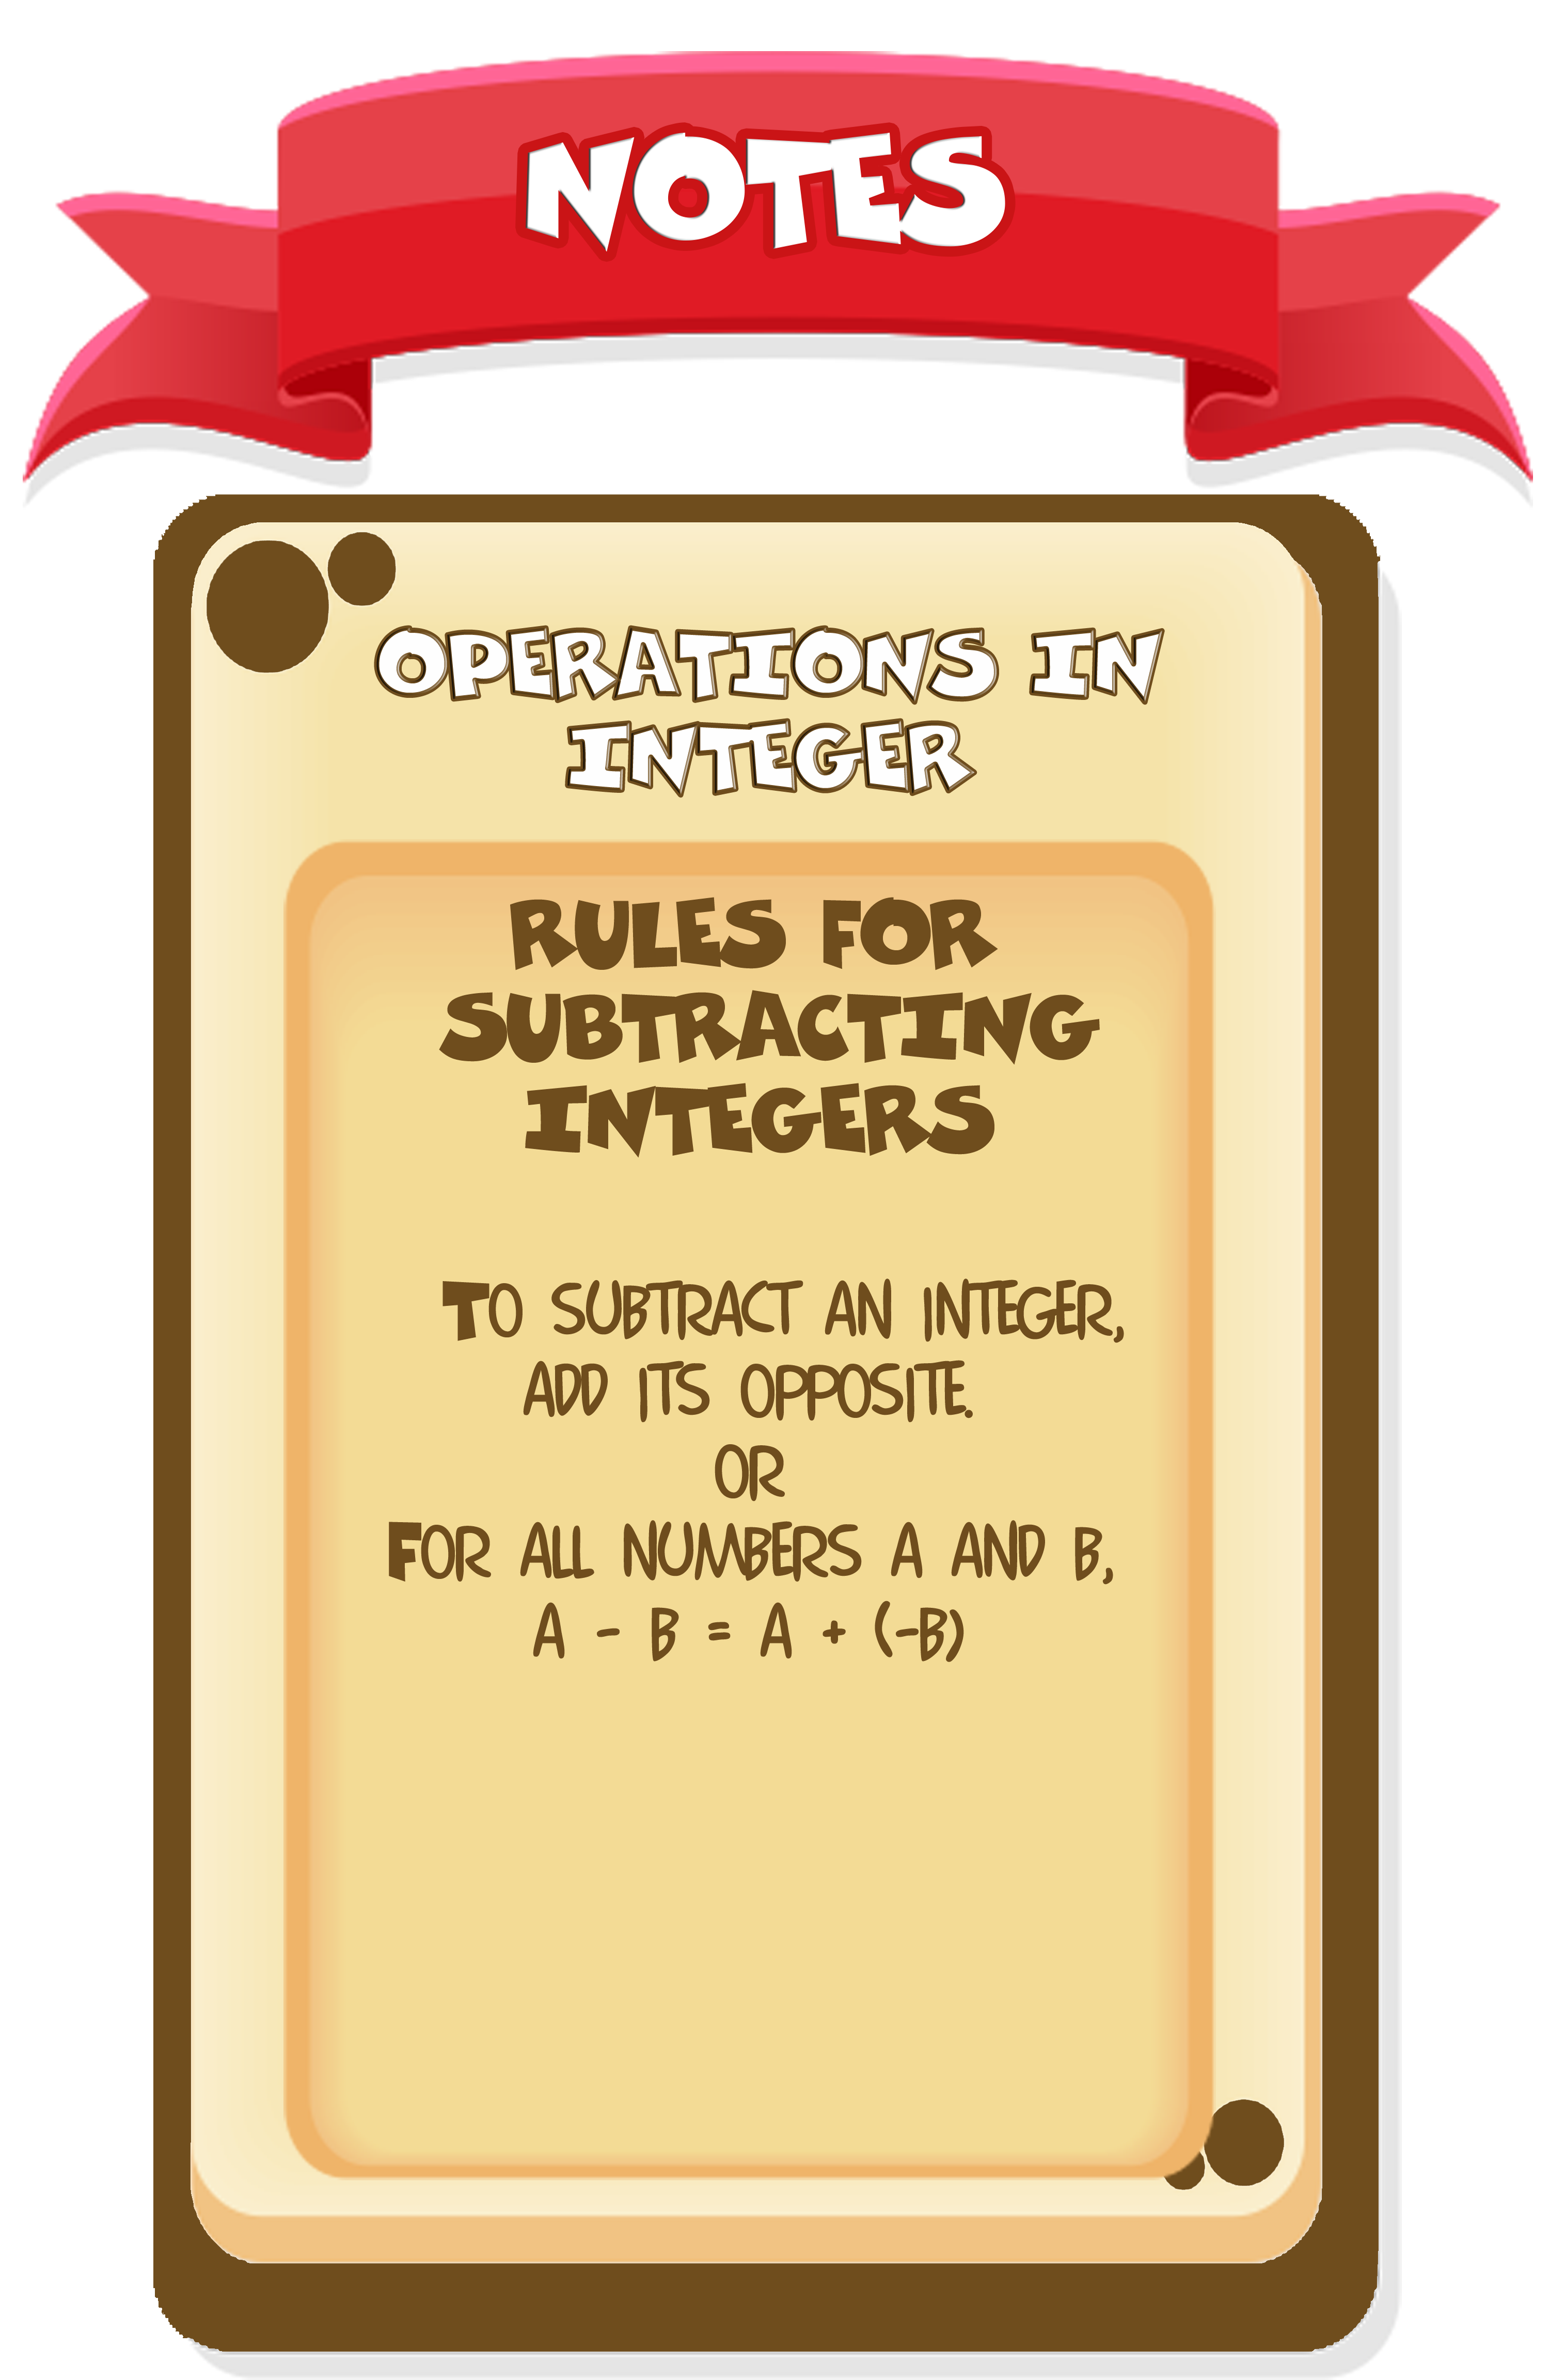 NOTES
OPERATIONS IN
INTEGER
RULES FOR
SUBTRACTING
INTEGERS
TO SUBTRACT AN INTEGER,
ADD ITS OPPOSITE.
OR
FOR ALL NUMBERS A AND B,
A - B = A + (-B)